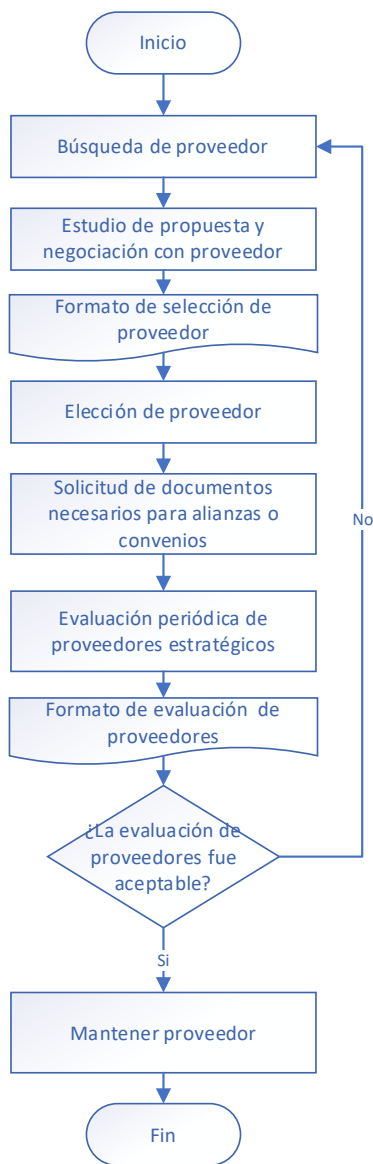 Inicio
Búsqueda de proveedor
Estudio de propuesta y
negociación con proveedor
Formato de selección de
proveedor
Elección de proveedor
Solicitud de documentos
necesarios para alianzas o
convenios
No
Evaluación periódica de
proveedores estratégicos
Formato de evaluación de
proveedores
¿La evaluación de
proveedores fue
aceptable?
Si
Mantener proveedor
Fin